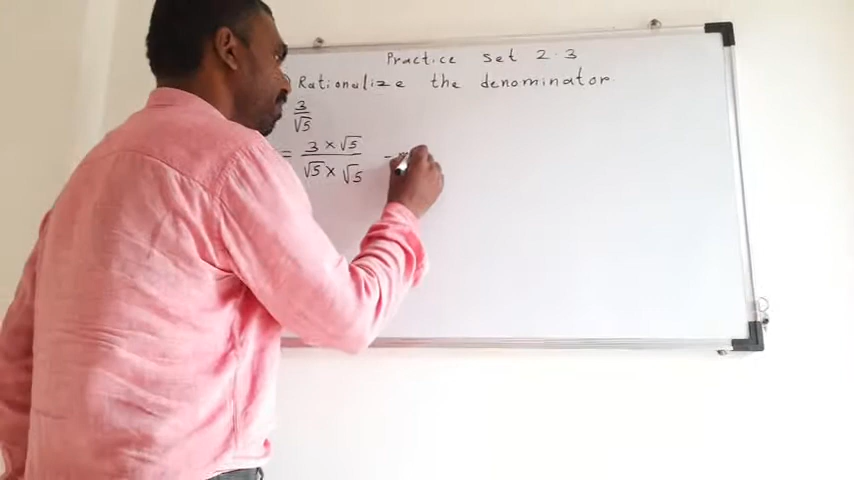 Practice set 2.3
Rationalize the denominator
3/√5
= 3 × √5 / √5 × √5 -